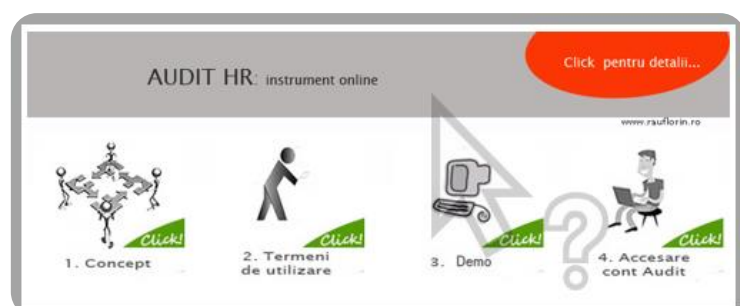 AUDIT HR: instrument online
Click pentru detalii...
www.rauflorin.ro
Click!
1. Concept
Click!
2. Termeni
de utilizare
Click!
3. Demo
Click!
4. Accesare
cont Audit
?